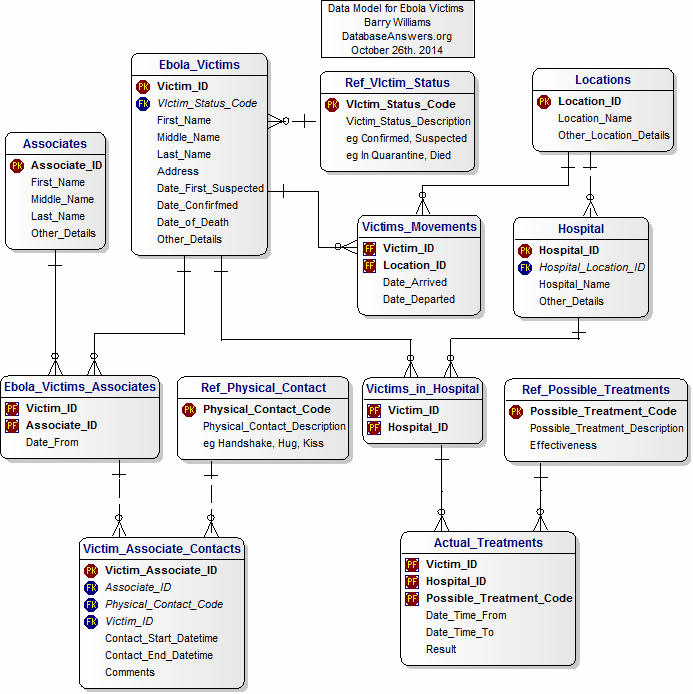 Data Model for Ebola Victims
Barry Williams
DatabaseAnswers.org
October 26th. 2014
Ebola_Victims
PK Victim_ID
FK VIctim_Status_Code
First_Name
Middle_Name
Last_Name
Address
Date_First_Suspected
Date_Confirfmed
Date_of_Death
Other_Details
Ref_VIctim_Status
PK VIctim_Status_Code
Victim_Status_Description
eg Confirmed, Suspected
eg In Quarantine, Died
Locations
PK Location_ID
Location_Name
Other_Location_Details
Associates
PK Associate_ID
First_Name
Middle_Name
Last_Name
Other_Details
Victims_Movements
PF Victim_ID
PF Location_ID
Date_Arrived
Date_Departed
Hospital
PK Hospital_ID
FK Hospital_Location_ID
Hospital_Name
Other_Details
Ebola_Victims_Associates
PF Victim_ID
PF Associate_ID
Date_From
Ref_Physical_Contact
PK Physical_Contact_Code
Physical_Contact_Description
eg Handshake, Hug, Kiss
Victims_in_Hospital
PF Victim_ID
PF Hospital_ID
Ref_Possible_Treatments
PK Possible_Treatment_Code
Possible_Treatment_Description
Effectiveness
Victim_Associate_Contacts
PK Victim_Associate_ID
FK Associate_ID
FK Physical_Contact_Code
FK Victim_ID
Contact_Start_Datetime
Contact_End_Datetime
Comments
Actual_Treatments
PF Victim_ID
PF Hospital_ID
PF Possible_Treatment_Code
Date_Time_From
Date_Time_To
Result